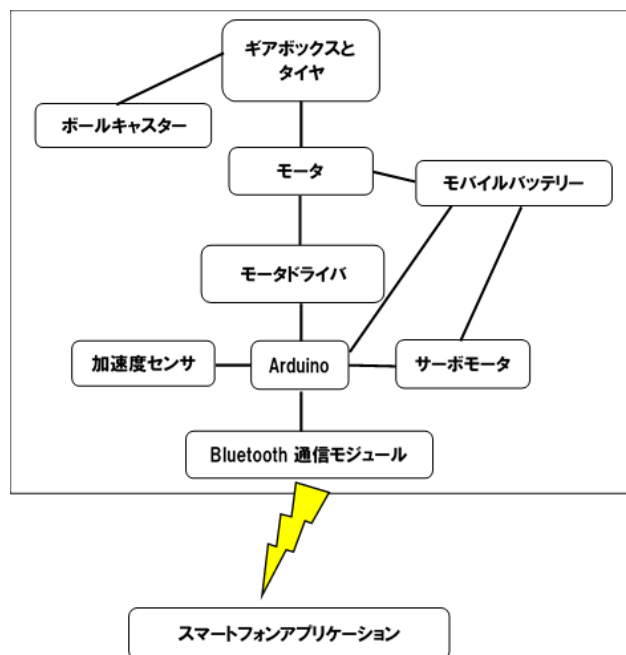 ギアボックスと
タイヤ
ボールキャスター
モータ
モバイルバッテリー
モータドライバ
加速度センサ
Arduino
サーボモータ
Bluetooth 通信モジュール
スマートフォンアプリケーション